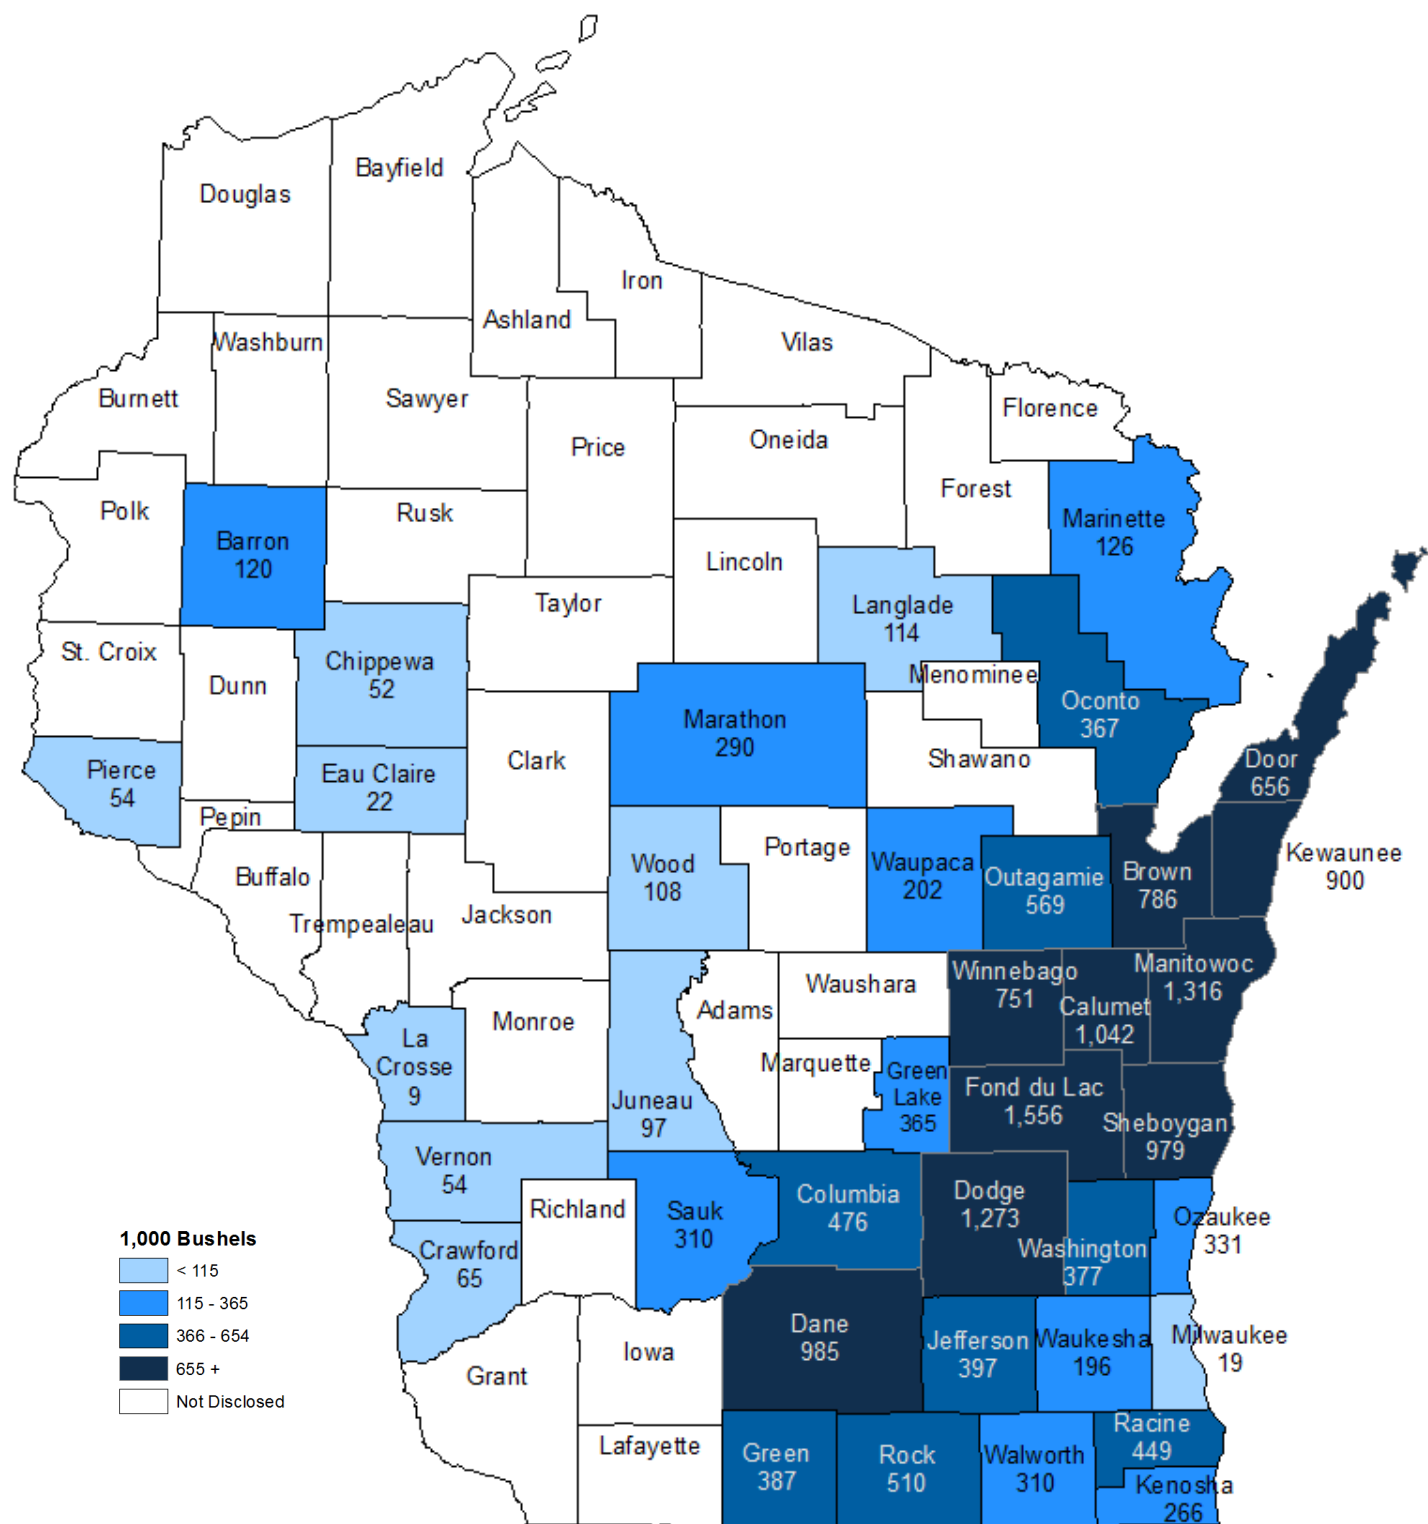 Bayfield
Douglas
Iron
Ashland
Washburn
Vilas
Burnett
Sawyer
Florence
Price
Oneida
Forest
Polk
Rusk
Marinette
126
Barron
120
Lincoln
Taylor
Langlade
114
St. Croix
Chippewa
52
Dunn
Menominee
Oconto
367
Marathon
290
Pierce
54
Eau Claire
22
Clark
Shawano
Door
656
Pepin
Buffalo
Wood
108
Portage
Waupaca
202
Outagamie
569
Brown
786
Kewaunee
900
Trempealeau
Jackson
Waushara
Winnebago
751
Manitowoc
1,316
Adams
Monroe
Calumet
1,042
La
Crosse
9
Marquette
Green
Lake
365
Fond du Lac
1,556
Juneau
97
Sheboygan
979
Vernon
54
Columbia
476
Dodge
1,273
Richland
Sauk
310
Ozaukee
331
Crawford
65
Washington
377
1,000 Bushels
< 115
115 - 365
366 - 654
655 +
Not Disclosed
Dane
985
Iowa
Jefferson
397
Waukesha
196
Milwaukee
19
Grant
Lafayette
Green
387
Rock
510
Walworth
310
Racine
449
Kenosha
266